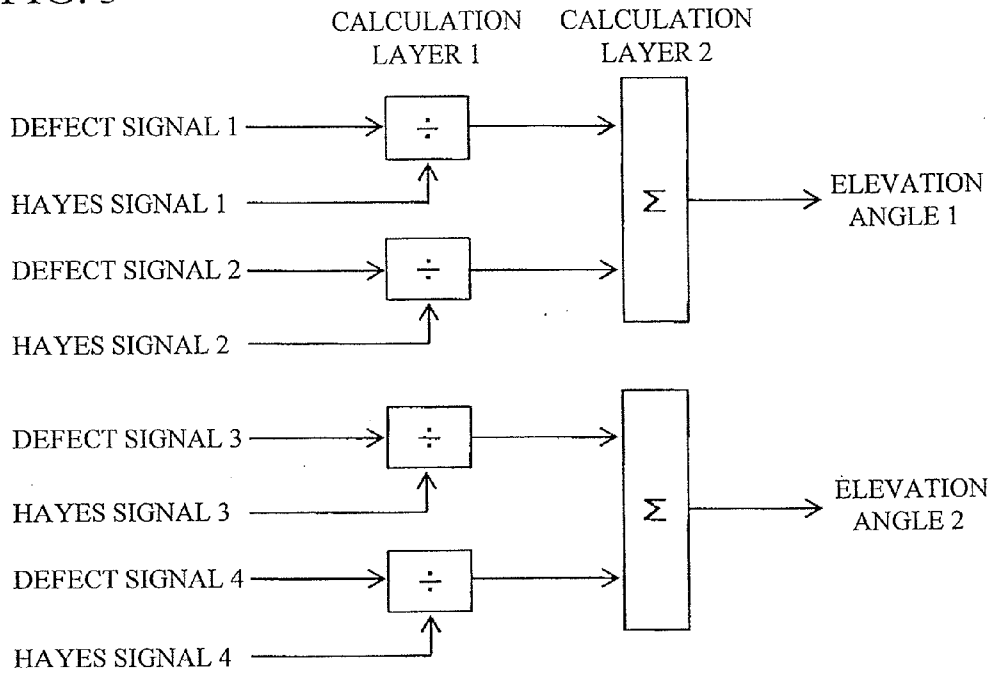 CALCULATION
LAYER 1
CALCULATION
LAYER 2
DEFECT SIGNAL 1
÷
HAYES SIGNAL 1
Σ
ELEVATION
ANGLE 1
DEFECT SIGNAL 2
÷
HAYES SIGNAL 2
DEFECT SIGNAL 3
÷
HAYES SIGNAL 3
Σ
ELEVATION
ANGLE 2
DEFECT SIGNAL 4
÷
HAYES SIGNAL 4